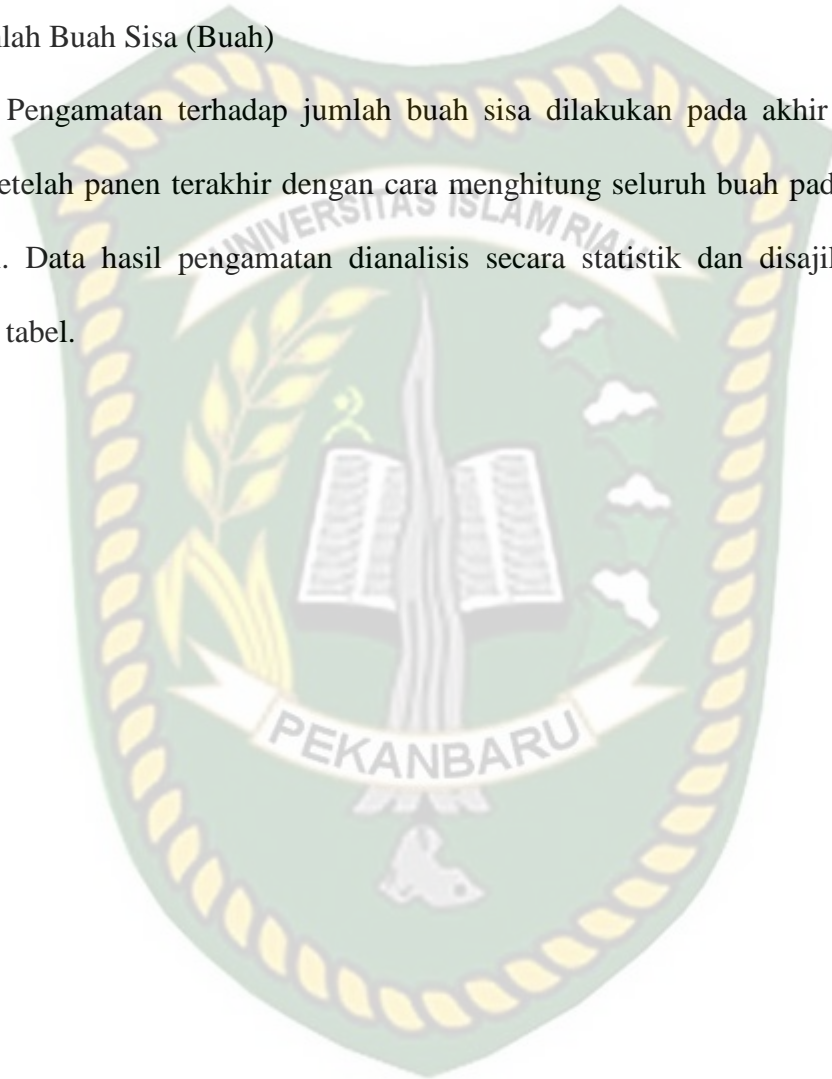 lah Buah Sisa (Buah)
Pengamatan terhadap jumlah buah sisa dilakukan pada akhir
etelah panen terakhir dengan cara menghitung seluruh buah pad
. Data hasil pengamatan dianalisis secara statistik dan disajil
tabel.
UNIVERSITAS ISLAM RIAU
PEKANBARU